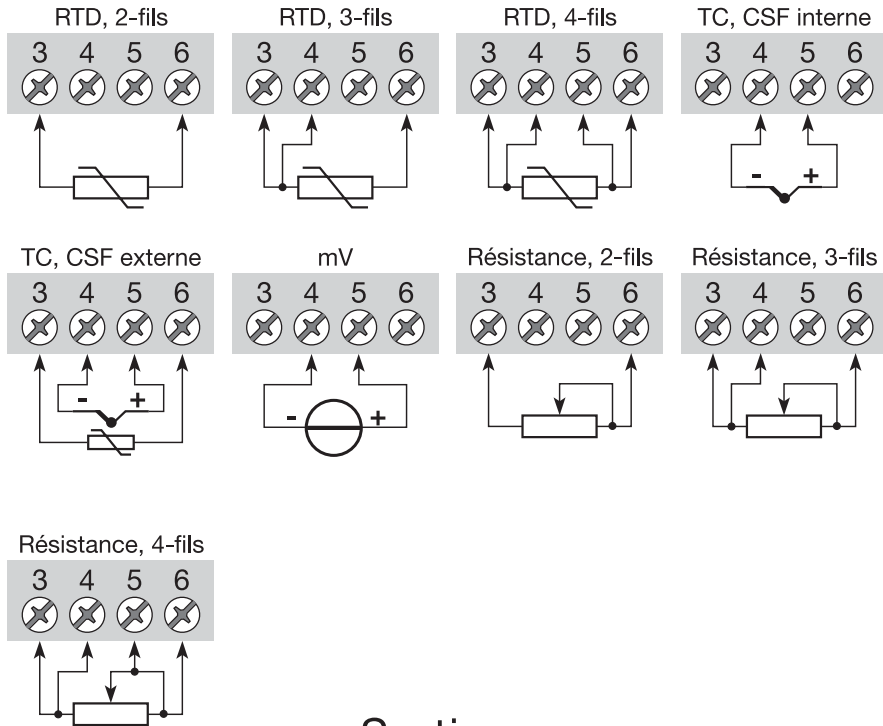 RTD, 2-fils
3 4 5 6
RTD, 3-fils
3 4 5 6
RTD, 4-fils
3 4 5 6
TC, CSF interne
3 4 5 6
- +
TC, CSF externe
3 4 5 6
- +
mV
3 4 5 6
- +
Résistance, 2-fils
3 4 5 6
Résistance, 3-fils
3 4 5 6
Résistance, 4-fils
3 4 5 6